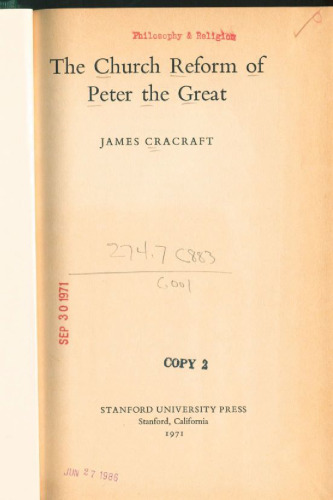 Philosophy & Religion
The Church Reform of
Peter the Great
JAMES CRACRAFT
274.7 C883
C.001
SEP 30 1971
COPY 2
STANFORD UNIVERSITY PRESS
Stanford, California
1971
JUN 27 1986